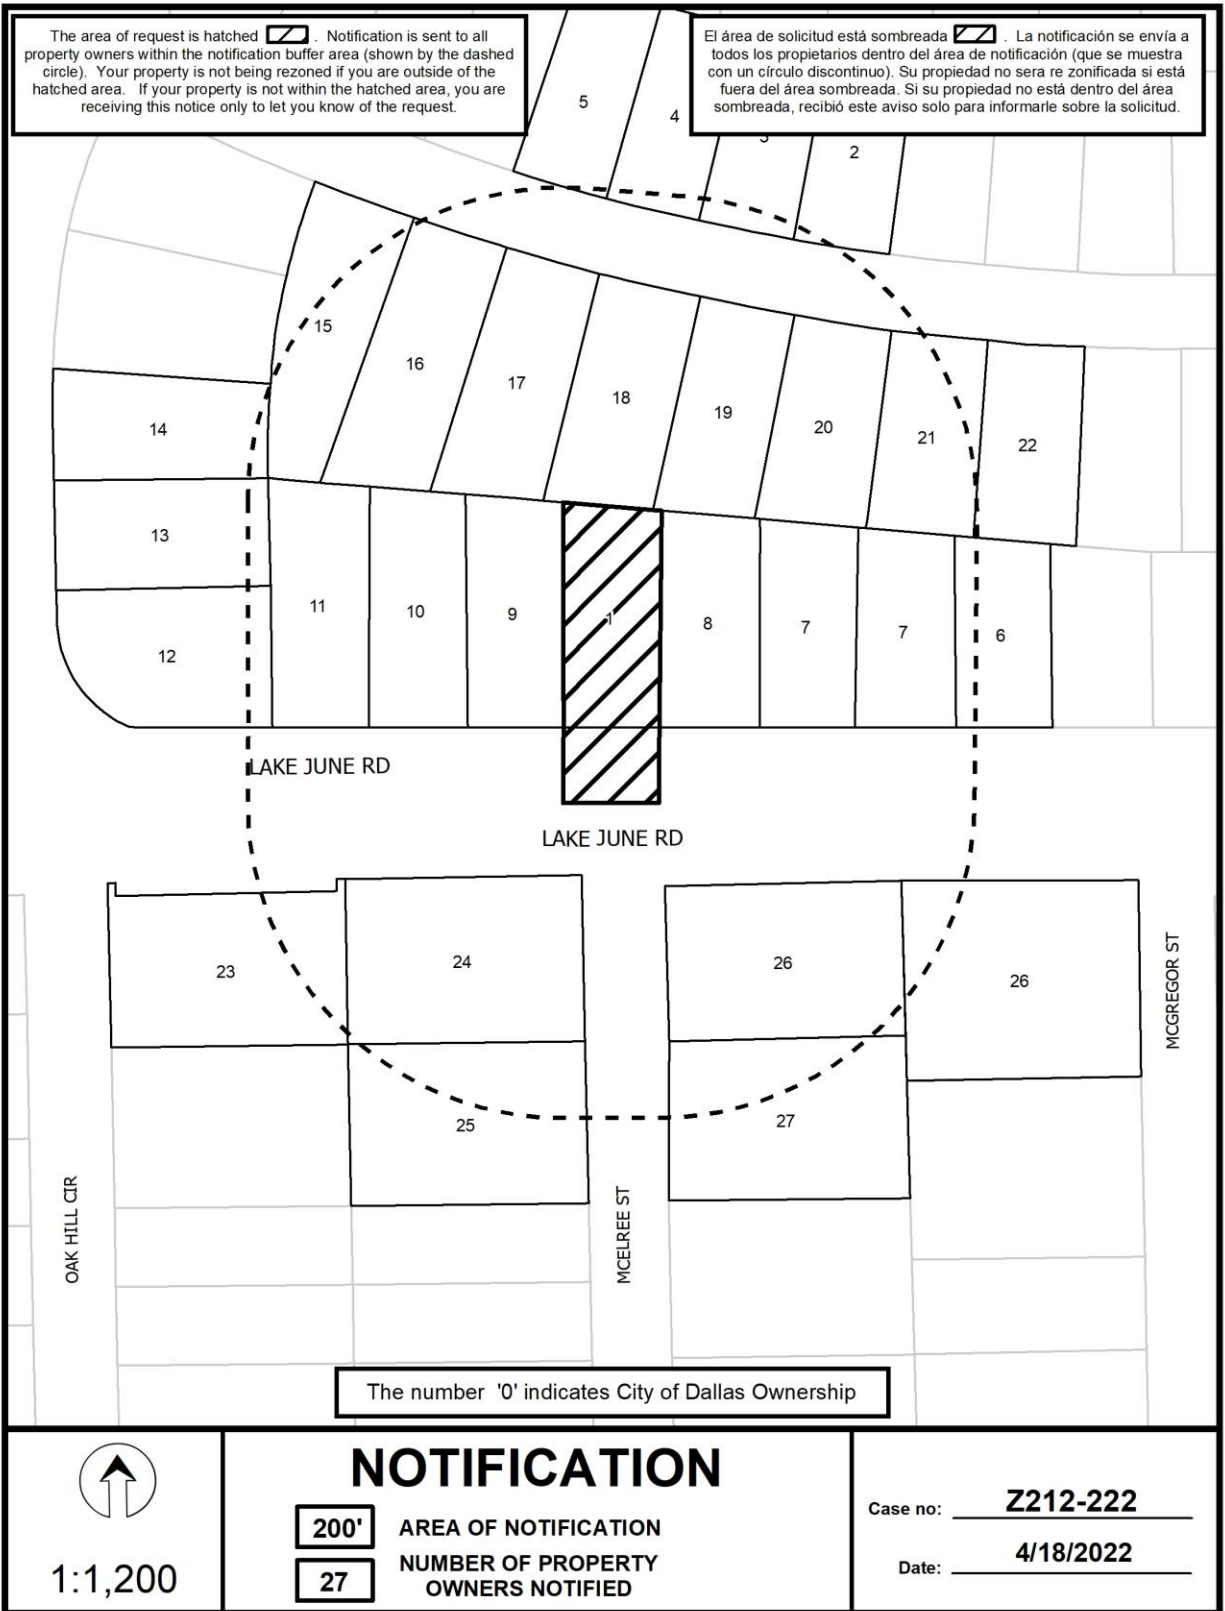 The area of request is hatched . Notification is sent to all
property owners within the notification buffer area (shown by the dashed
circle). Your property is not being rezoned if you are outside of the
hatched area. If your property is not within the hatched area, you are
receiving this notice only to let you know of the request.
El área de solicitud está sombreada . La notificación se envía a
todos los propietarios dentro del área de notificación (que se muestra
con un círculo discontinuo). Su propiedad no sera re zonificada si está
fuera del área sombreada. Si su propiedad no está dentro del área
sombreada, recibió este aviso solo para informarle sobre la solicitud.
5
4
3
2
15
16
17
18
19
20
21
22
14
13
12
11
10
9
1
8
7
7
6
LAKE JUNE RD
LAKE JUNE RD
23
24
26
26
25
27
OAK HILL CIR
MCELREE ST
MCGREGOR ST
The number '0' indicates City of Dallas Ownership
1:1,200
NOTIFICATION
200' AREA OF NOTIFICATION
27 NUMBER OF PROPERTY
OWNERS NOTIFIED
Case no: Z212-222
Date: 4/18/2022